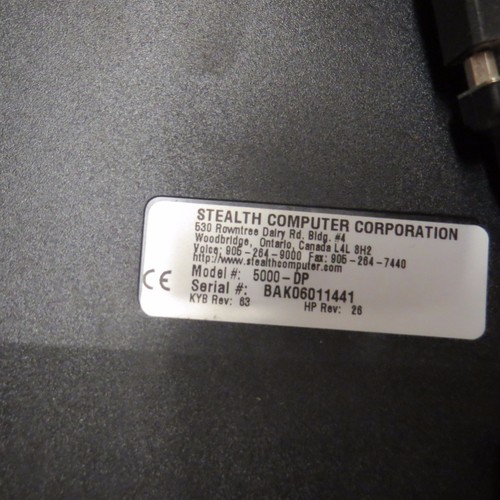 STEALTH COMPUTER CORPORATION
530 Rowntree Dairy Rd. Bldg. #4
Woodbridge, Ontario, Canada L4L 8H2
Voice: 905-264-9000 Fax: 905-264-7440
http://www.stealthcomputer.com
Model #: 5000-DP
CE Serial #: BAK06011441
KYB Rev: 63 HP Rev: 26